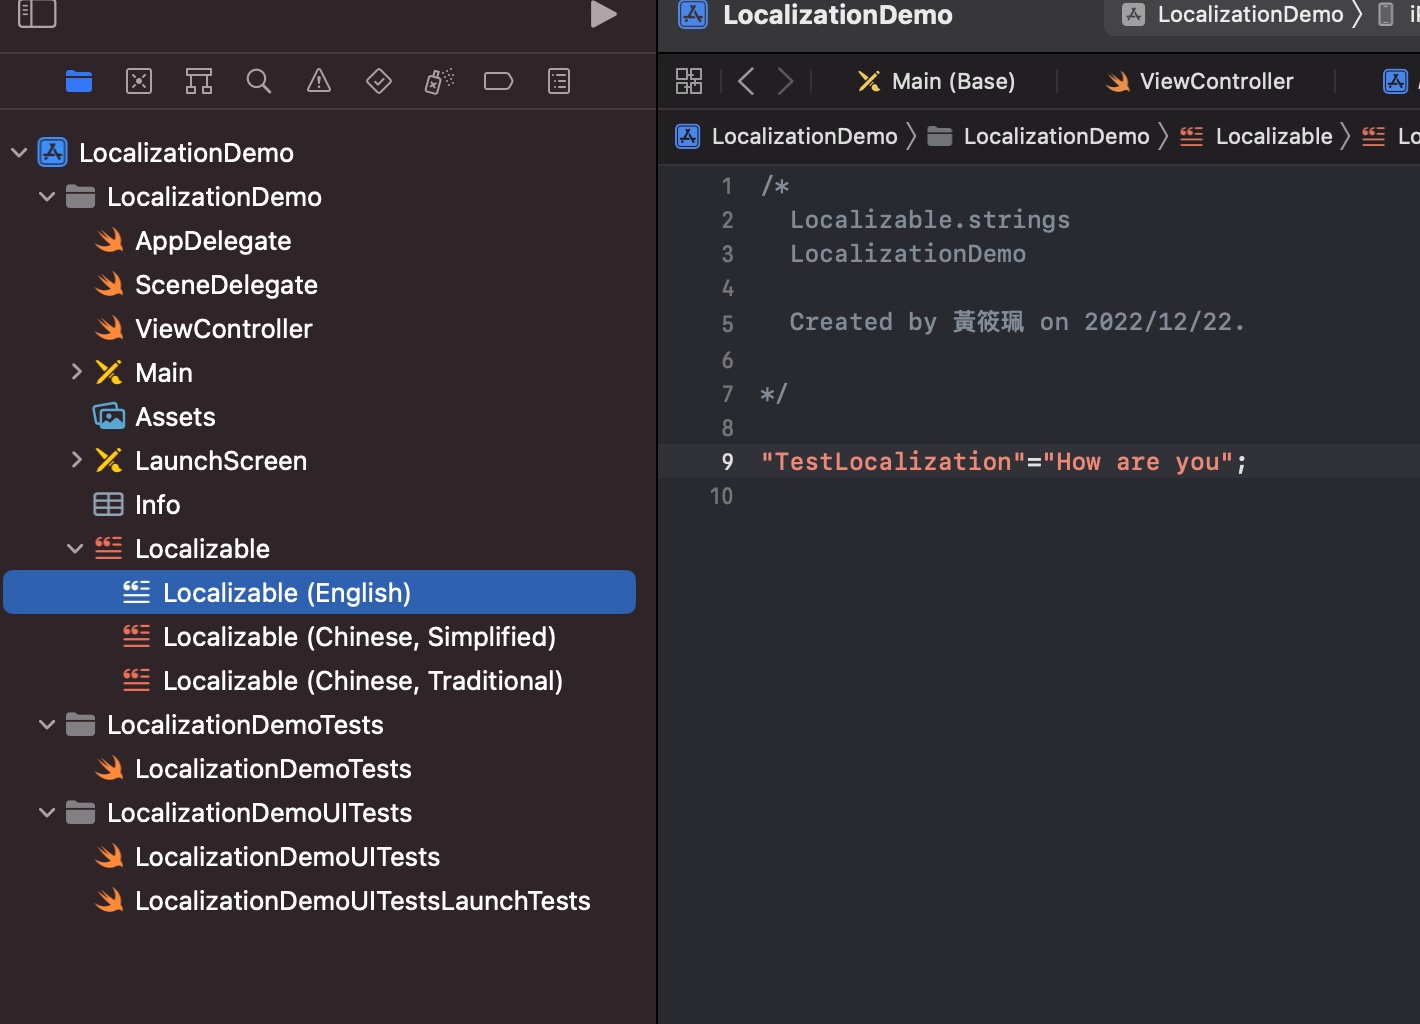 LocalizationDemo
LocalizationDemo
AppDelegate
SceneDelegate
ViewController
Main
Assets
LaunchScreen
Info
Localizable
Localizable (English)
Localizable (Chinese, Simplified)
Localizable (Chinese, Traditional)
LocalizationDemoTests
LocalizationDemoTests
LocalizationDemoUITests
LocalizationDemoUITests
LocalizationDemoUITestsLaunchTests
LocalizationDemo
LocalizationDemo
Main (Base)
ViewController
LocalizationDemo
LocalizationDemo
Localizable
1 /*
2 Localizable.strings
3 LocalizationDemo
4
5 Created by 黃筱珮 on 2022/12/22.
6
7 */
8
9 "TestLocalization"="How are you";
10